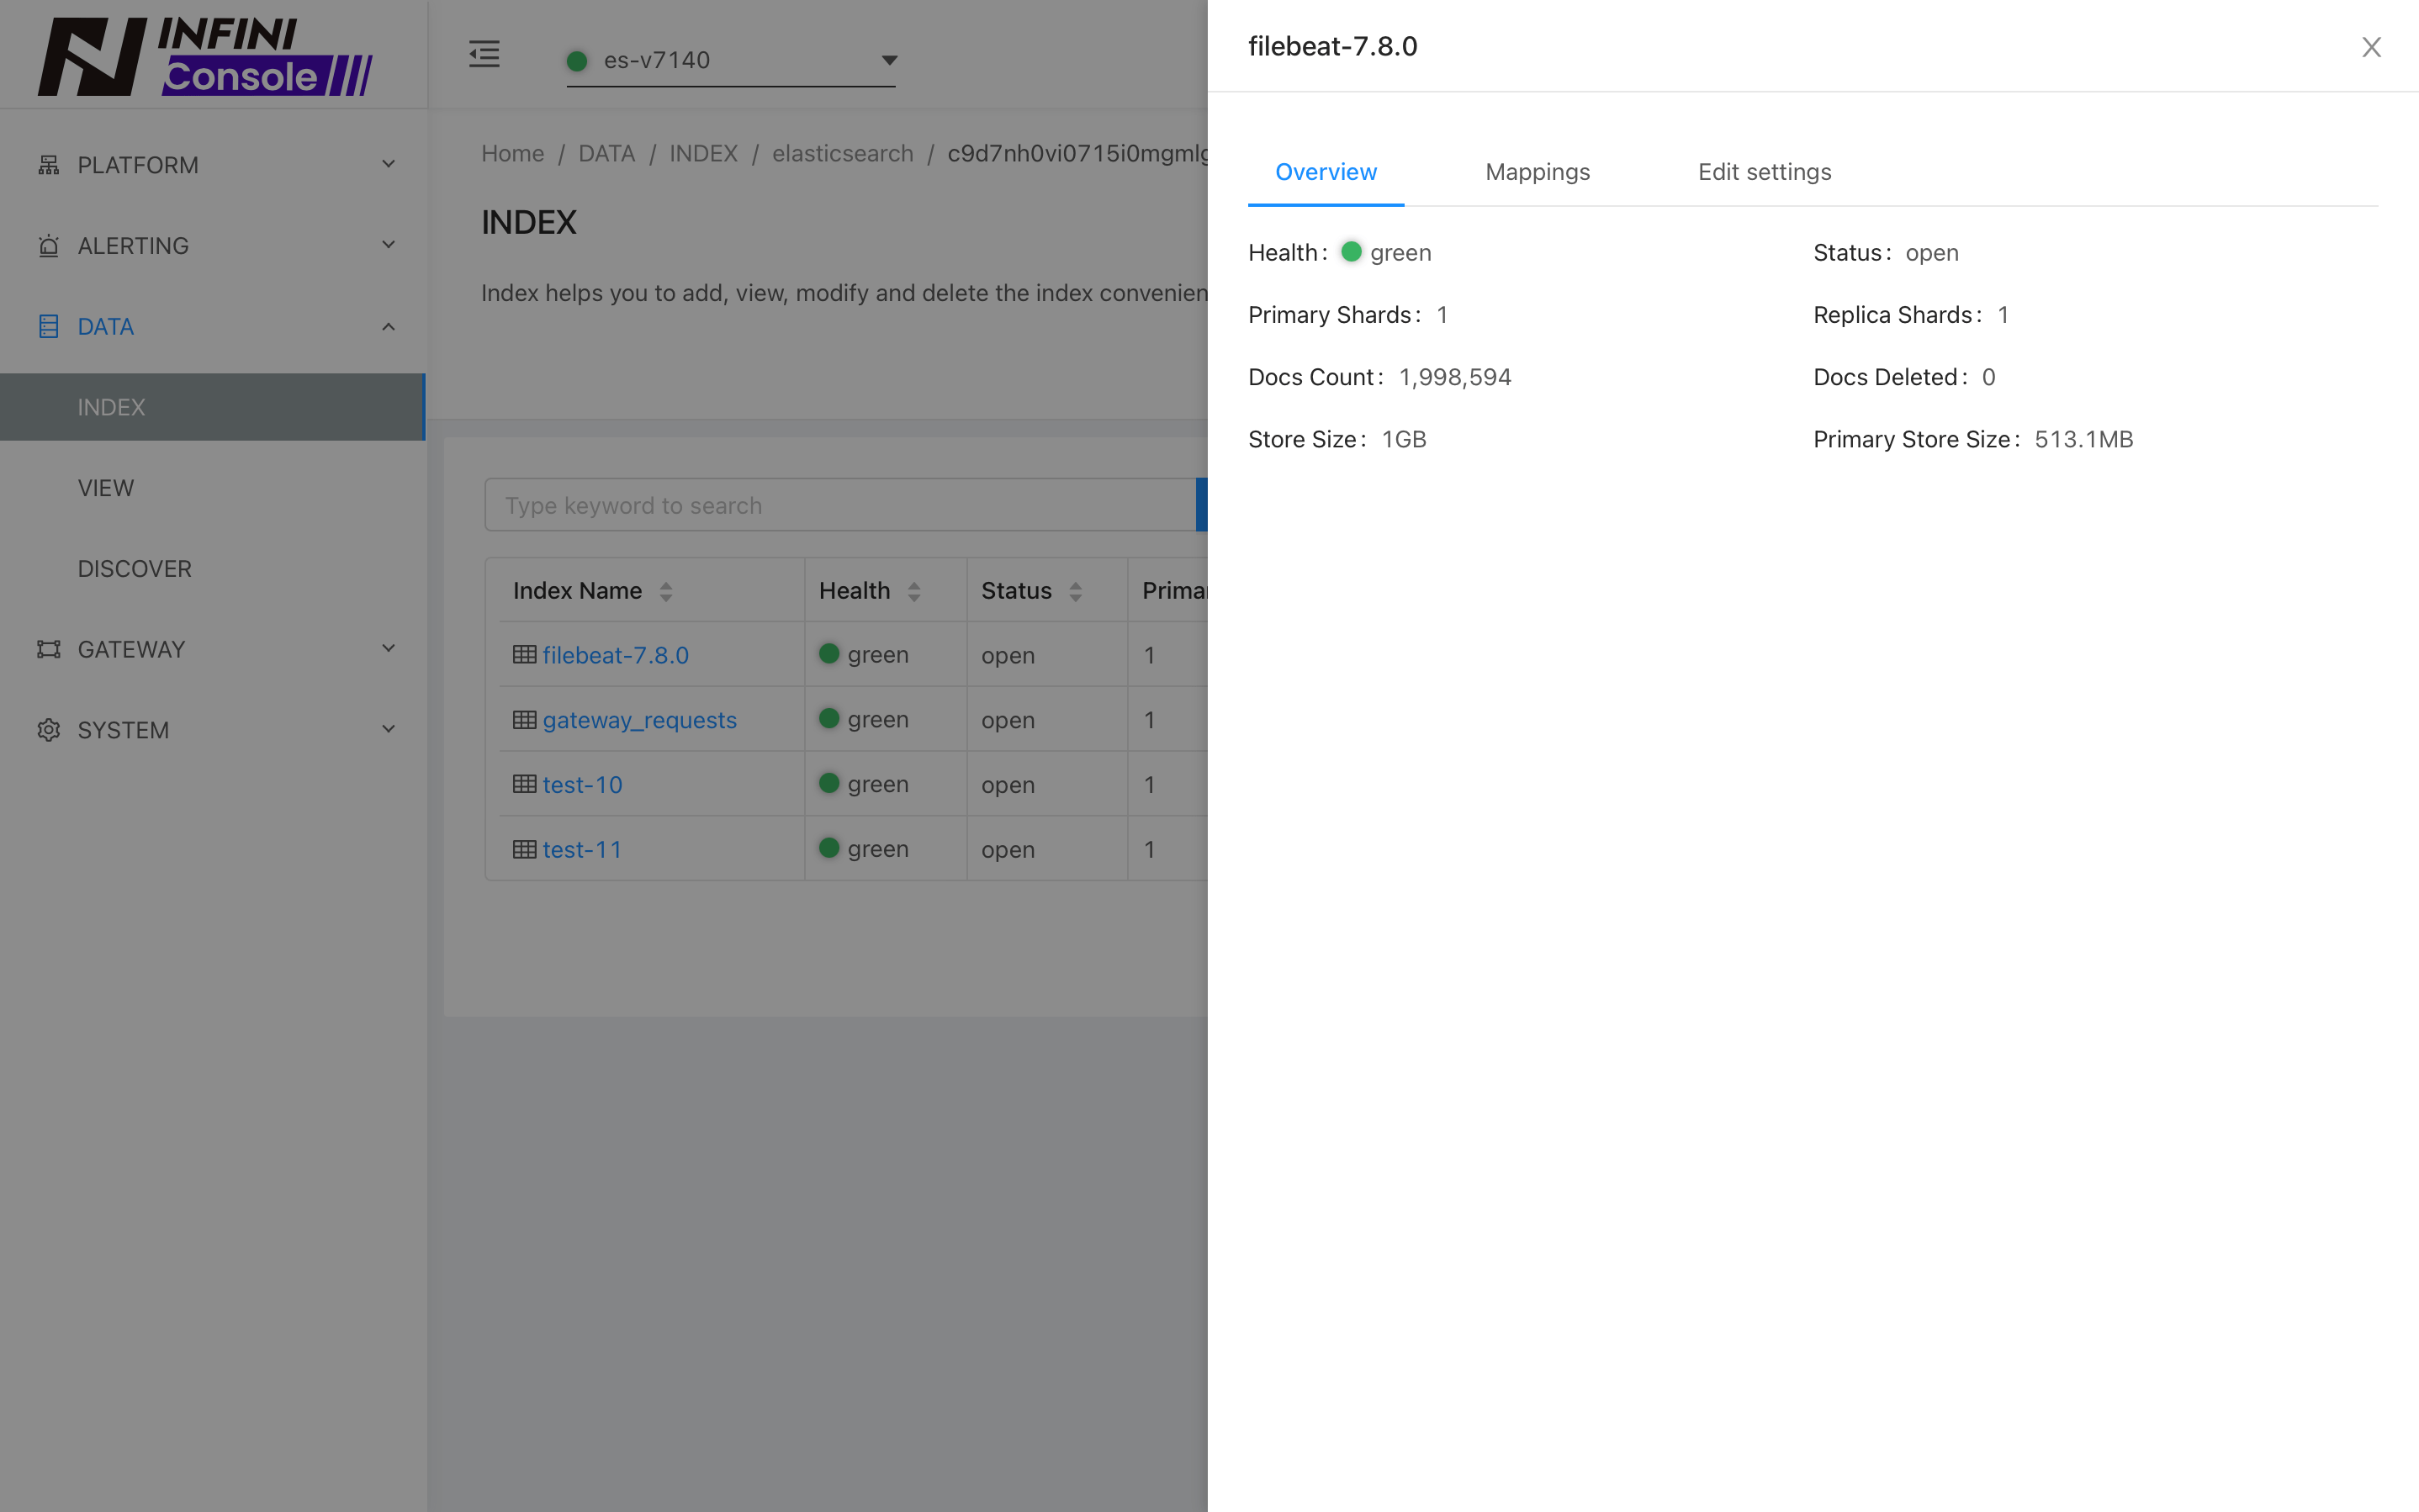 INFINI
Console
PLATFORM
ALERTING
DATA
INDEX
VIEW
DISCOVER
GATEWAY
SYSTEM
es-v7140
Home / DATA / INDEX / elasticsearch / c9d7nh0vi0715i0mgmlg
INDEX
Index helps you to add, view, modify and delete the index convenien
Type keyword to search
Index Name Health Status Primar
filebeat-7.8.0 green open 1
gateway_requests green open 1
test-10 green open 1
test-11 green open 1
filebeat-7.8.0
Overview Mappings Edit settings
Health: green Status: open
Primary Shards: 1 Replica Shards: 1
Docs Count: 1,998,594 Docs Deleted: 0
Store Size: 1GB Primary Store Size: 513.1MB